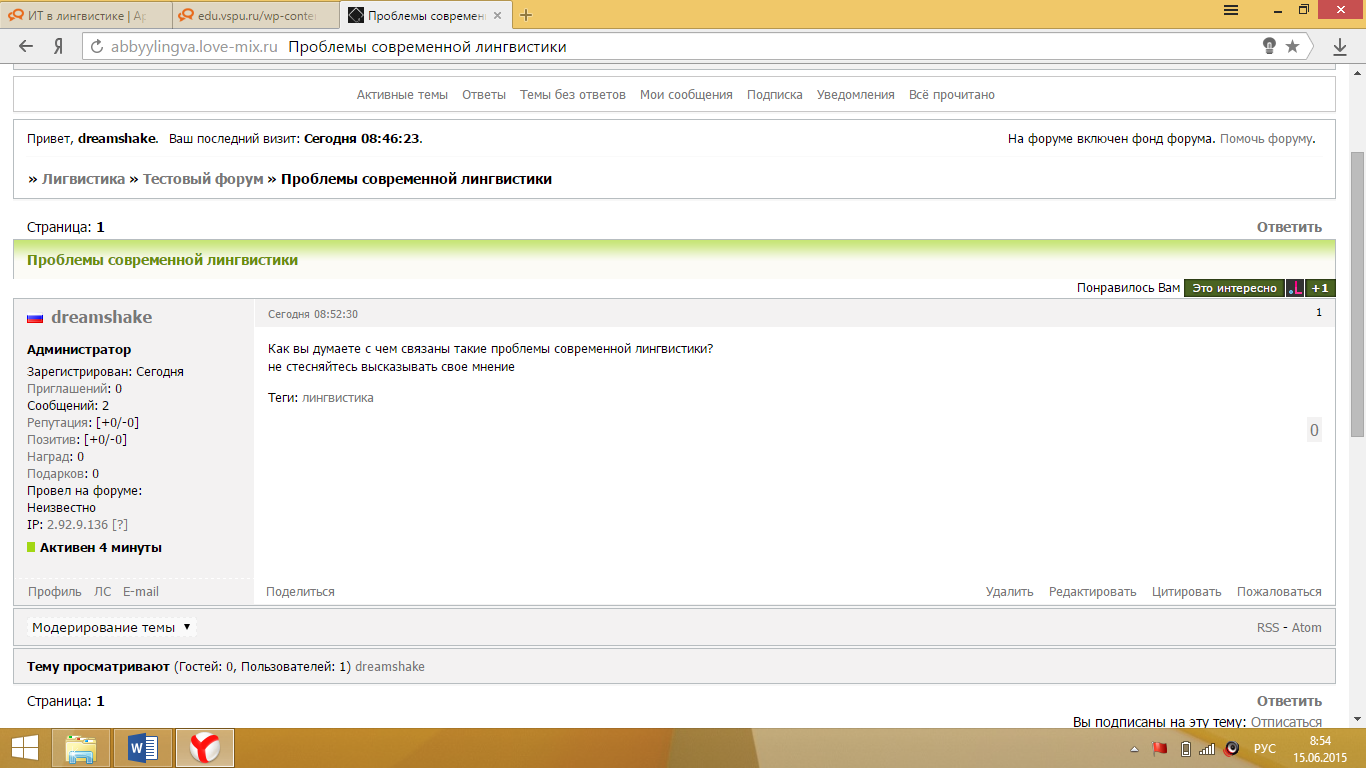 ИТ в лингвистике | Ар
edu.vspu.ru/wp-conte
Проблемы современ
abbyylingva.love-mix.ru Проблемы современной лингвистики
Активные темы Ответы Темы без ответов Мои сообщения Подписка Уведомления Всё прочитано
Привет, dreamshake. Ваш последний визит: Сегодня 08:46:23.
На форуме включен фонд форума. Помочь форуму.
» Лигвистика » Тестовый форум » Проблемы современной лингвистики
Страница: 1
Ответить
Проблемы современной лингвистики
Понравилось Вам Это интересно .L +1
dreamshake
Сегодня 08:52:30
1
Администратор
Зарегистрирован: Сегодня
Приглашений: 0
Сообщений: 2
Репутация: [+0/-0]
Позитив: [+0/-0]
Наград: 0
Подарков: 0
Провел на форуме:
Неизвестно
IP: 2.92.9.136 [?]
Активен 4 минуты
Как вы думаете с чем связаны такие проблемы современной лингвистики?
не стесняйтесь высказывать свое мнение
Теги: лингвистика
0
Профиль ЛС E-mail
Поделиться
Удалить Редактировать Цитировать Пожаловаться
Модерирование темы
RSS - Atom
Тему просматривают (Гостей: 0, Пользователей: 1) dreamshake
Страница: 1
Ответить
Вы подписаны на эту тему: Отписаться
РУС
8:54
15.06.2015